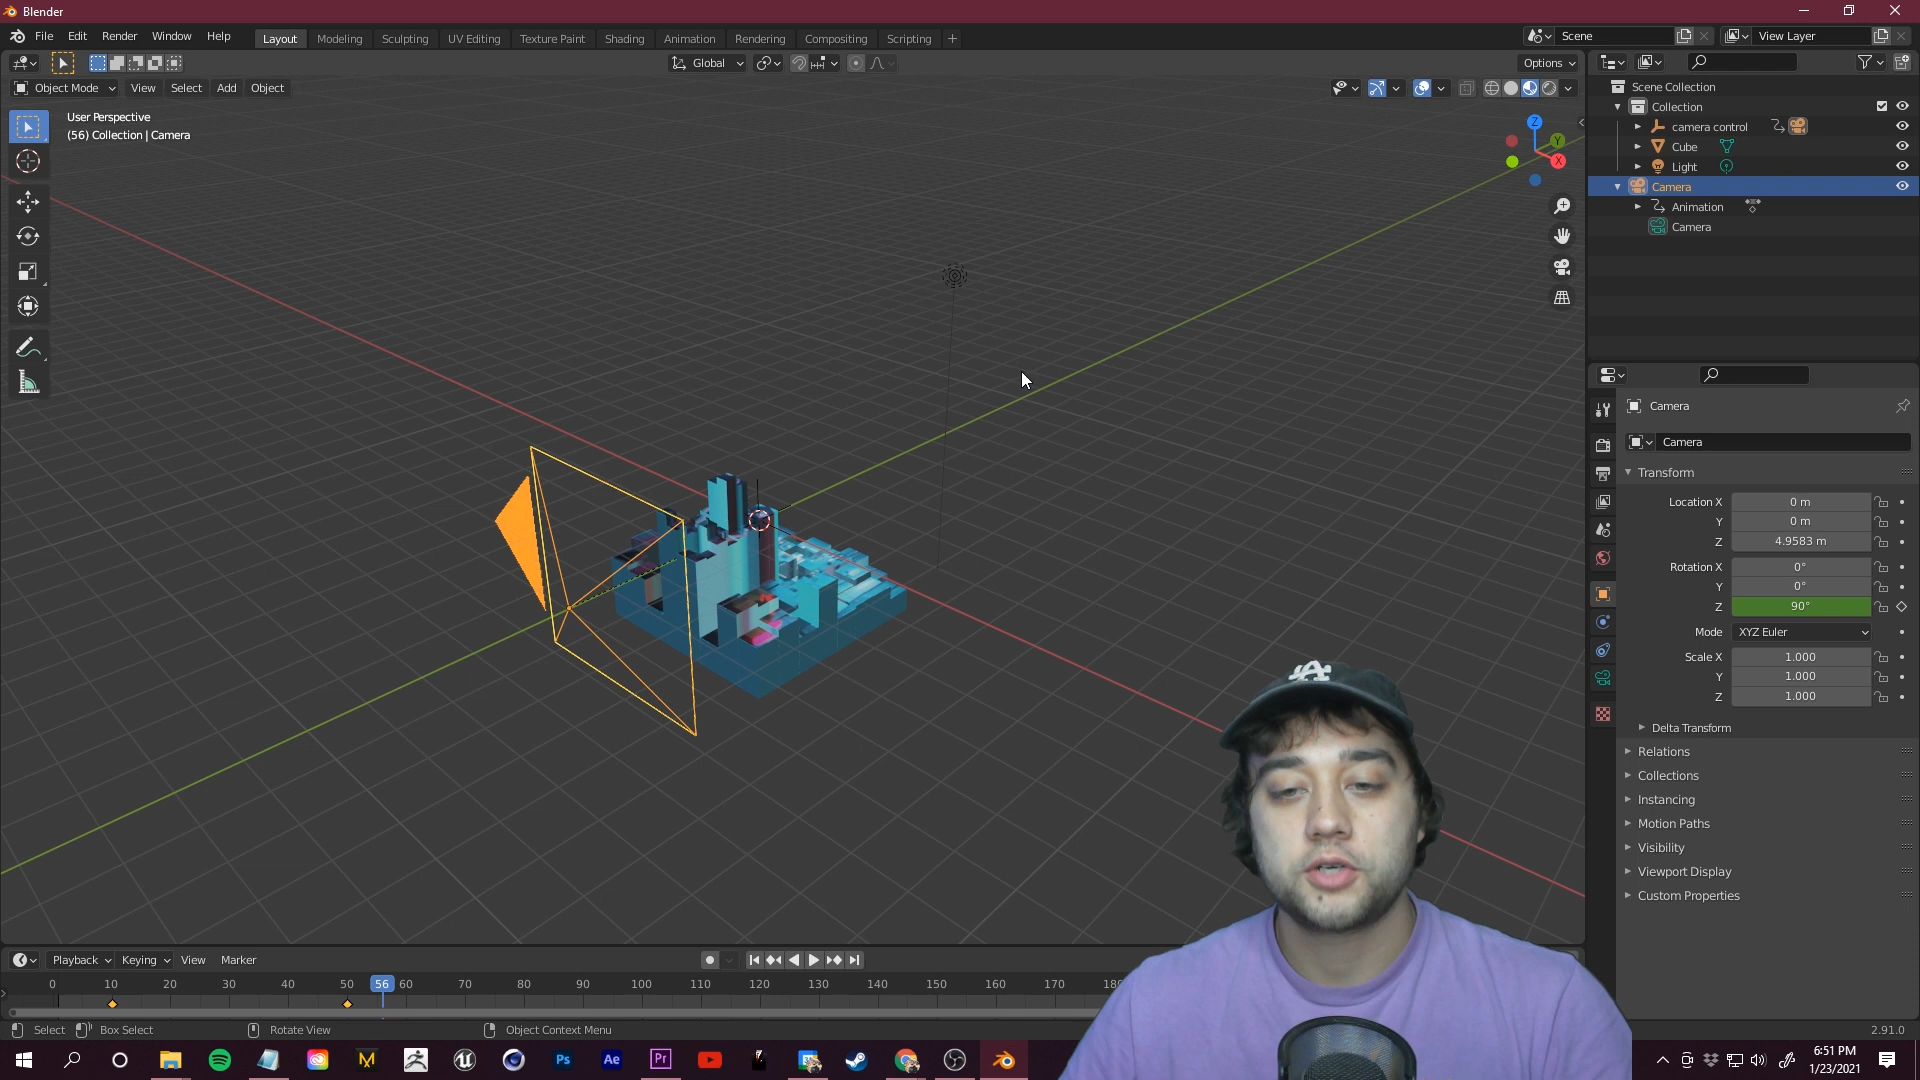 Blender
File Edit Render Window Help
Layout Modeling Sculpting UV Editing Texture Paint Shading Animation Rendering Compositing Scripting +
Scene
View Layer
Global
Options
Object Mode View Select Add Object
User Perspective
(56) Collection | Camera
Z
Y
X
Scene Collection
Collection
camera control
Cube
Light
Camera
Animation
Camera
Camera
Camera
Transform
Location X 0 m
Y 0 m
Z 4.9583 m
Rotation X 0°
Y 0°
Z 90°
Mode XYZ Euler
Scale X 1.000
Y 1.000
Z 1.000
Delta Transform
Relations
Collections
Instancing
Motion Paths
Visibility
Viewport Display
Custom Properties
Playback Keying View Marker
0 10 20 30 40 50 56 60 70 80 90 100 110 120 130 140 150 160 170
Select Box Select Rotate View Object Context Menu
2.91.0
LA
Ps Ae Pr
6:51 PM
1/23/2021